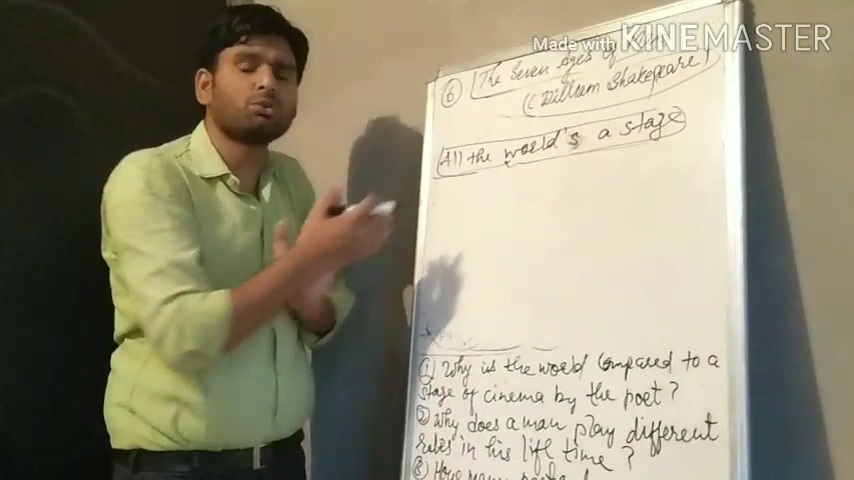 Made with KINEMASTER
6 The Seven Ages of
(William Shakespeare)
All the world's a stage
① Why is the world compared to a
stage of cinema by the poet?
② Why does a man play different
roles in his life time?
③ How many